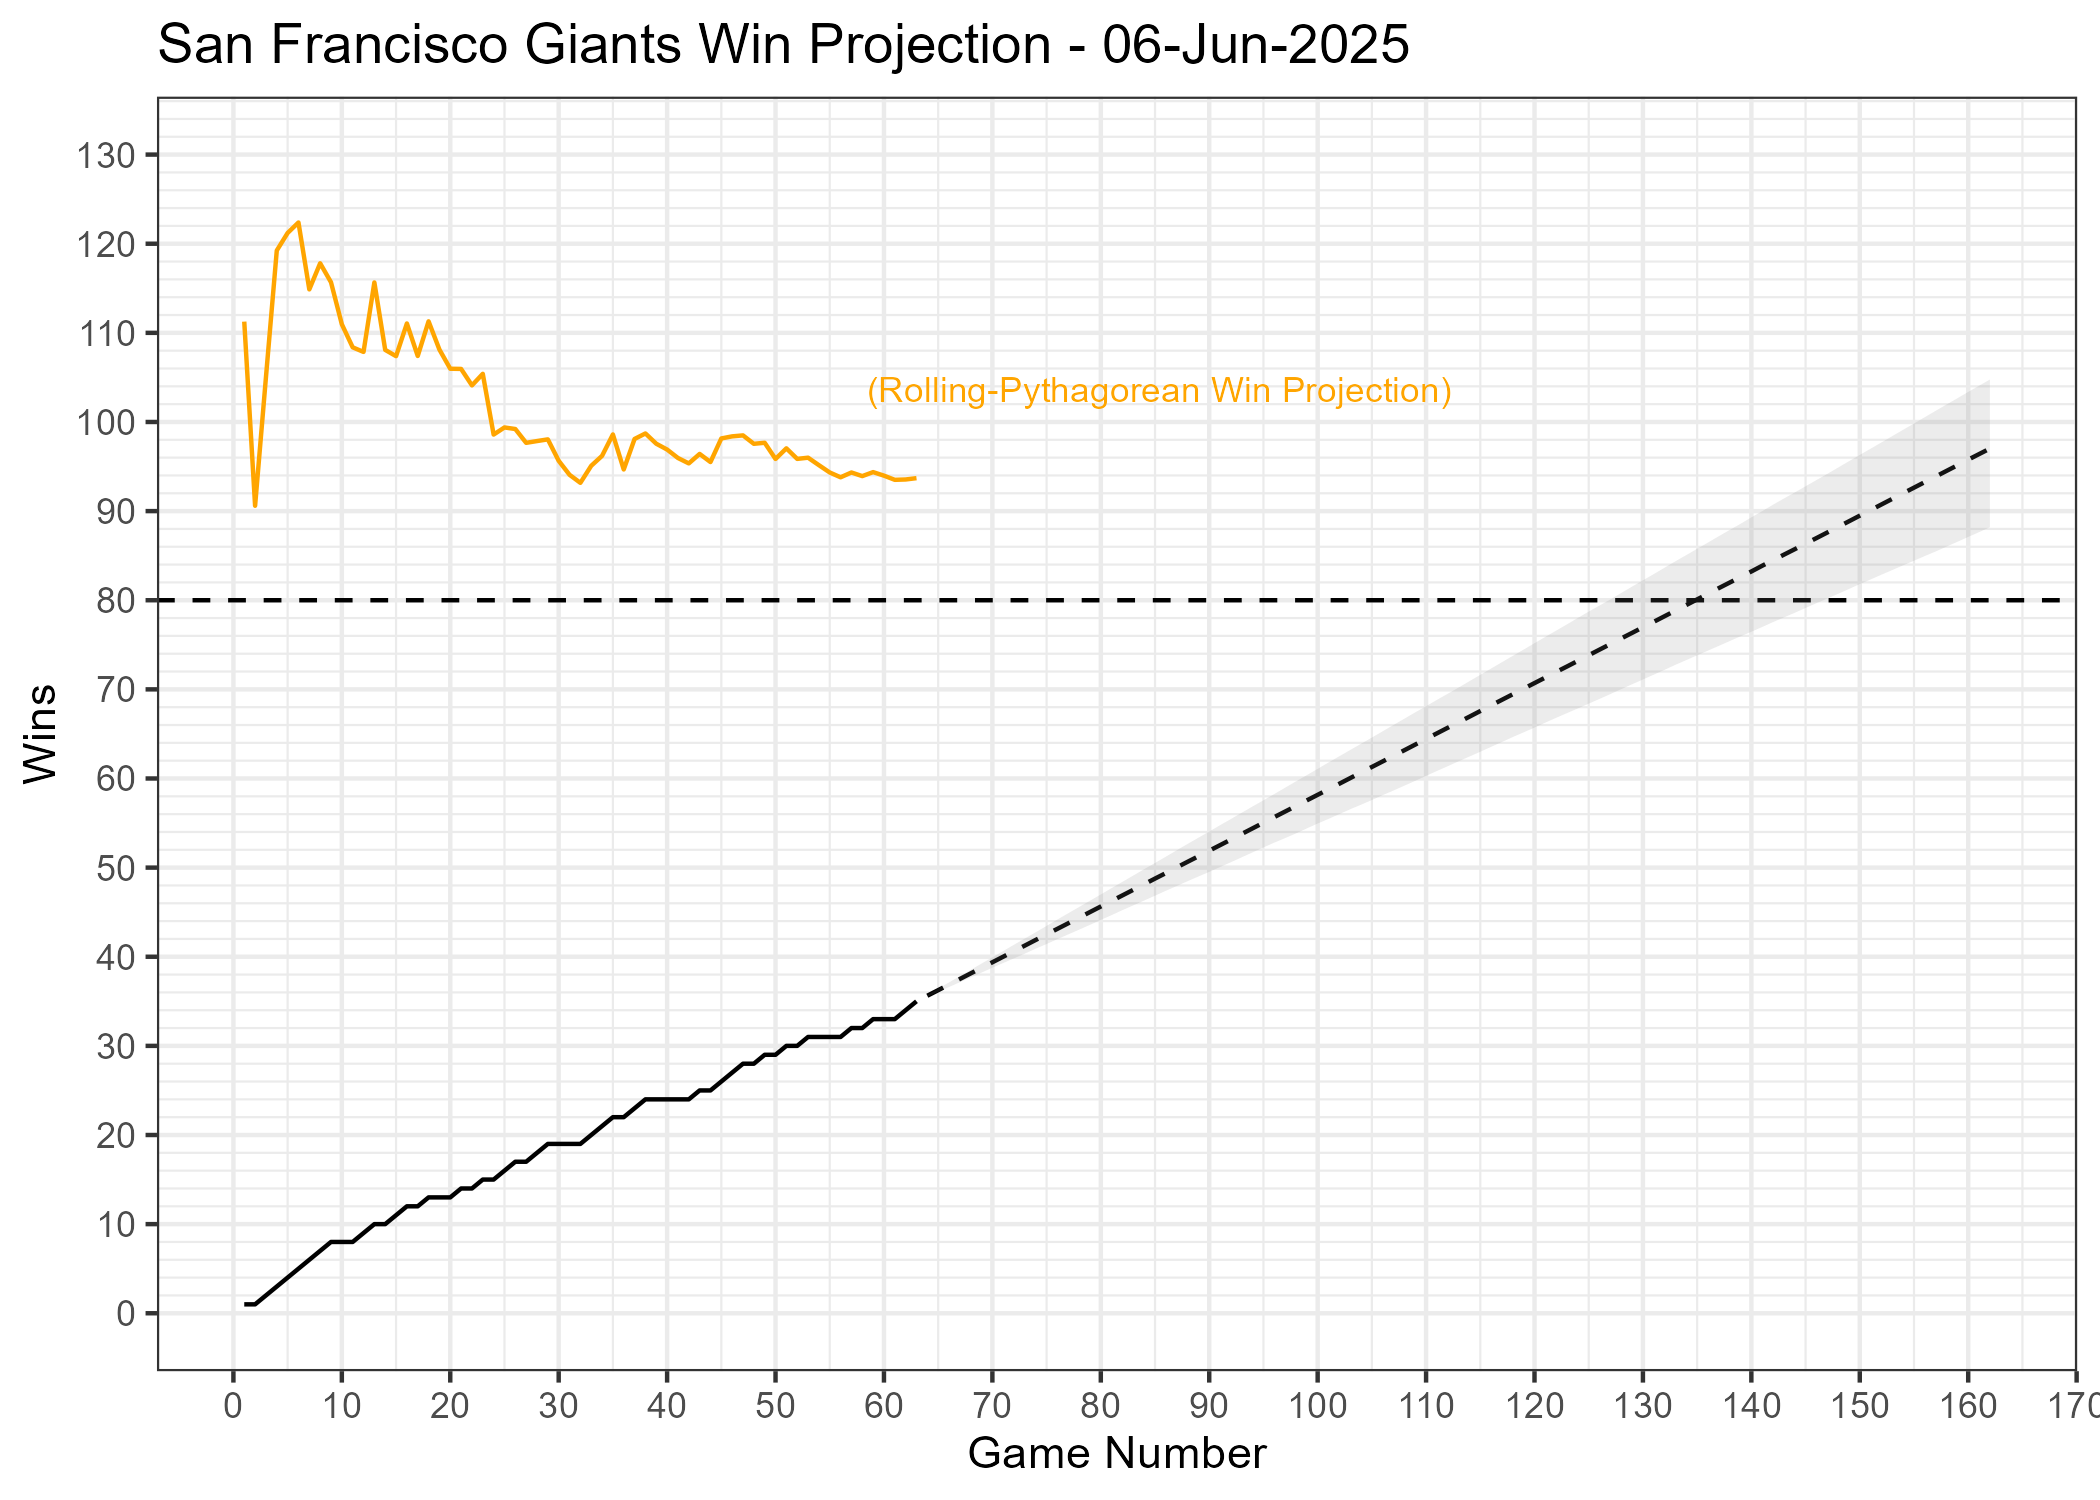 San Francisco Giants Win Projection - 06-Jun-2025
130
120
110
100
90
80
70
60
50
40
30
20
10
0
(Rolling-Pythagorean Win Projection)
Wins
0 10 20 30 40 50 60 70 80 90 100 110 120 130 140 150 160 170
Game Number